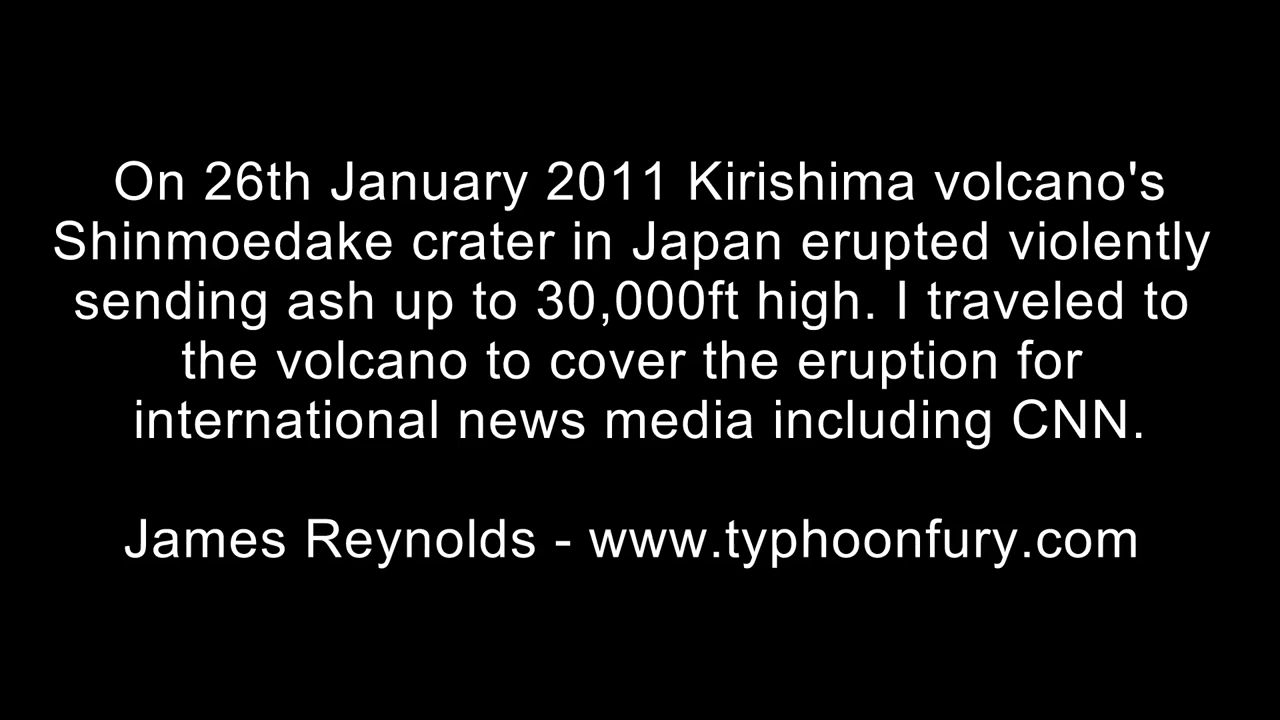 On 26th January 2011 Kirishima volcano's
Shinmoedake crater in Japan erupted violently
sending ash up to 30,000ft high. I traveled to
the volcano to cover the eruption for
international news media including CNN.
James Reynolds - www.typhoonfury.com